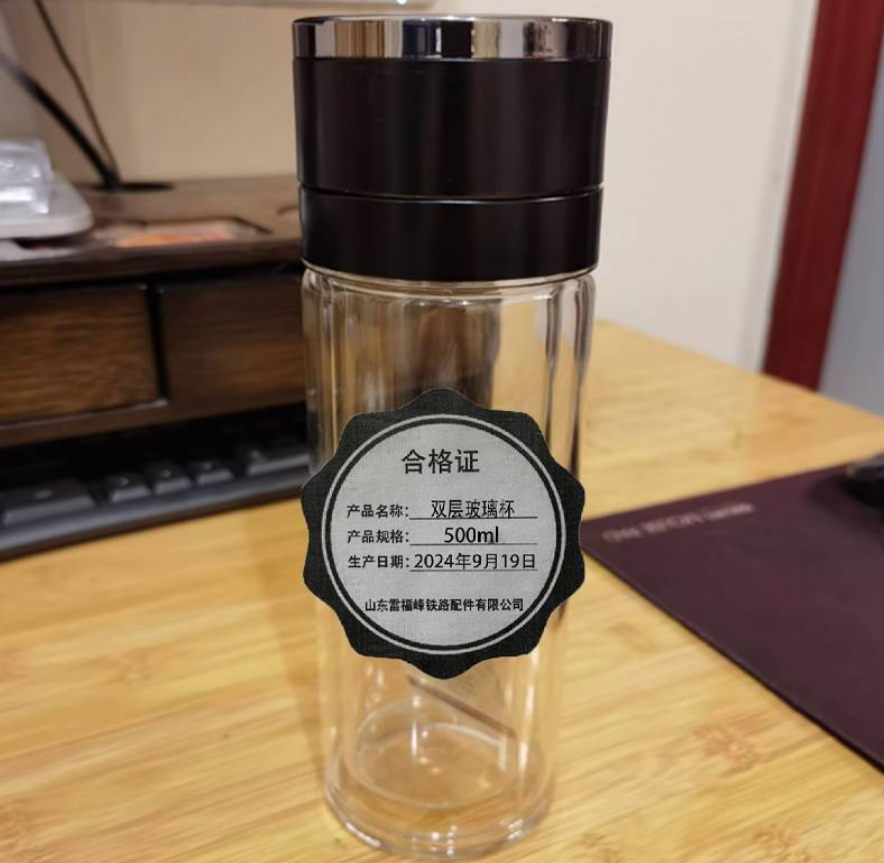 合格证
产品名称：双层玻璃杯
产品规格：500ml
生产日期：2024年9月19日
山东雷福峰铁路配件有限公司